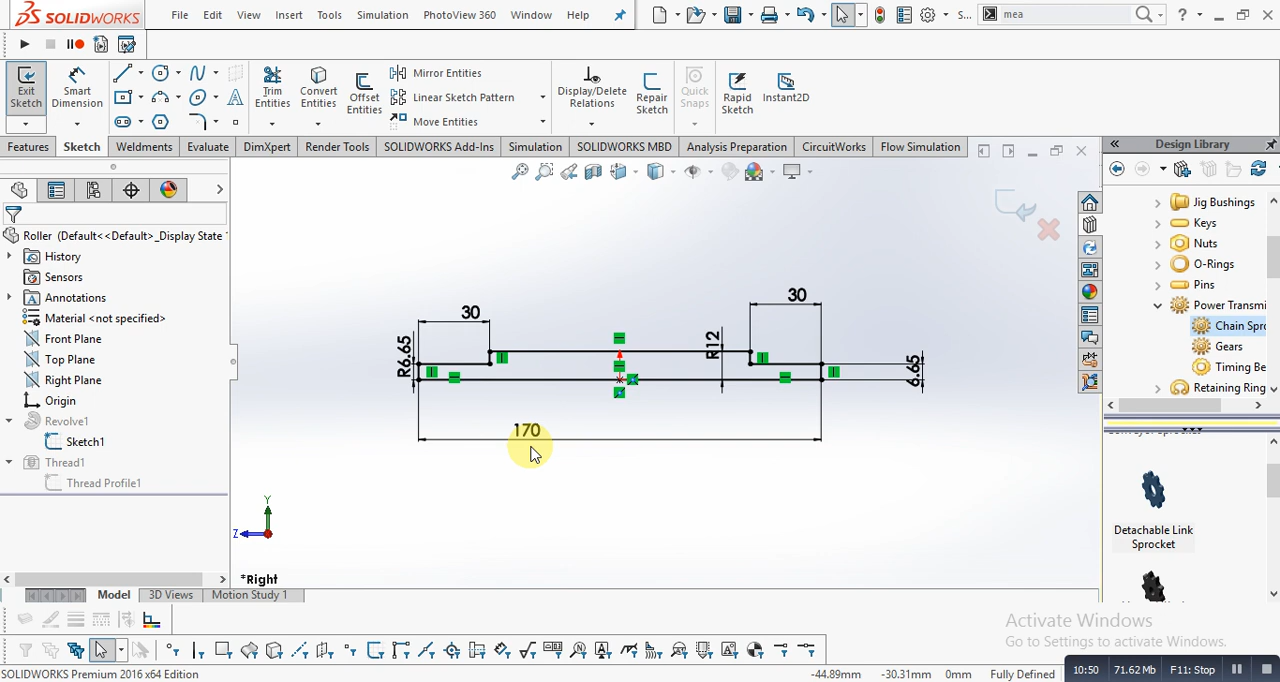 SOLIDWORKS File Edit View Insert Tools Simulation PhotoView 360 Window Help S... mea ?
Exit Sketch Smart Dimension Trim Entities Convert Entities Offset Entities Mirror Entities Linear Sketch Pattern Move Entities Display/Delete Relations Repair Sketch Quick Snaps Rapid Sketch Instant2D
Features Sketch Weldments Evaluate DimXpert Render Tools SOLIDWORKS Add-Ins Simulation SOLIDWORKS MBD Analysis Preparation CircuitWorks Flow Simulation Design Library
Roller (Default<<Default>_Display State
History
Sensors
Annotations
Material <not specified>
Front Plane
Top Plane
Right Plane
Origin
Revolve1
Sketch1
Thread1
Thread Profile1
30
30
R6.65
R12
6.65
170
Y
Z
*Right
Jig Bushings
Keys
Nuts
O-Rings
Pins
Power Transmi
Chain Spro
Gears
Timing Be
Retaining Ring
Detachable Link
Sprocket
Model 3D Views Motion Study 1
Activate Windows
Go to Settings to activate Windows.
SOLIDWORKS Premium 2016 x64 Edition -44.89mm -30.31mm 0mm Fully Defined 10:50 71.62 Mb F11: Stop